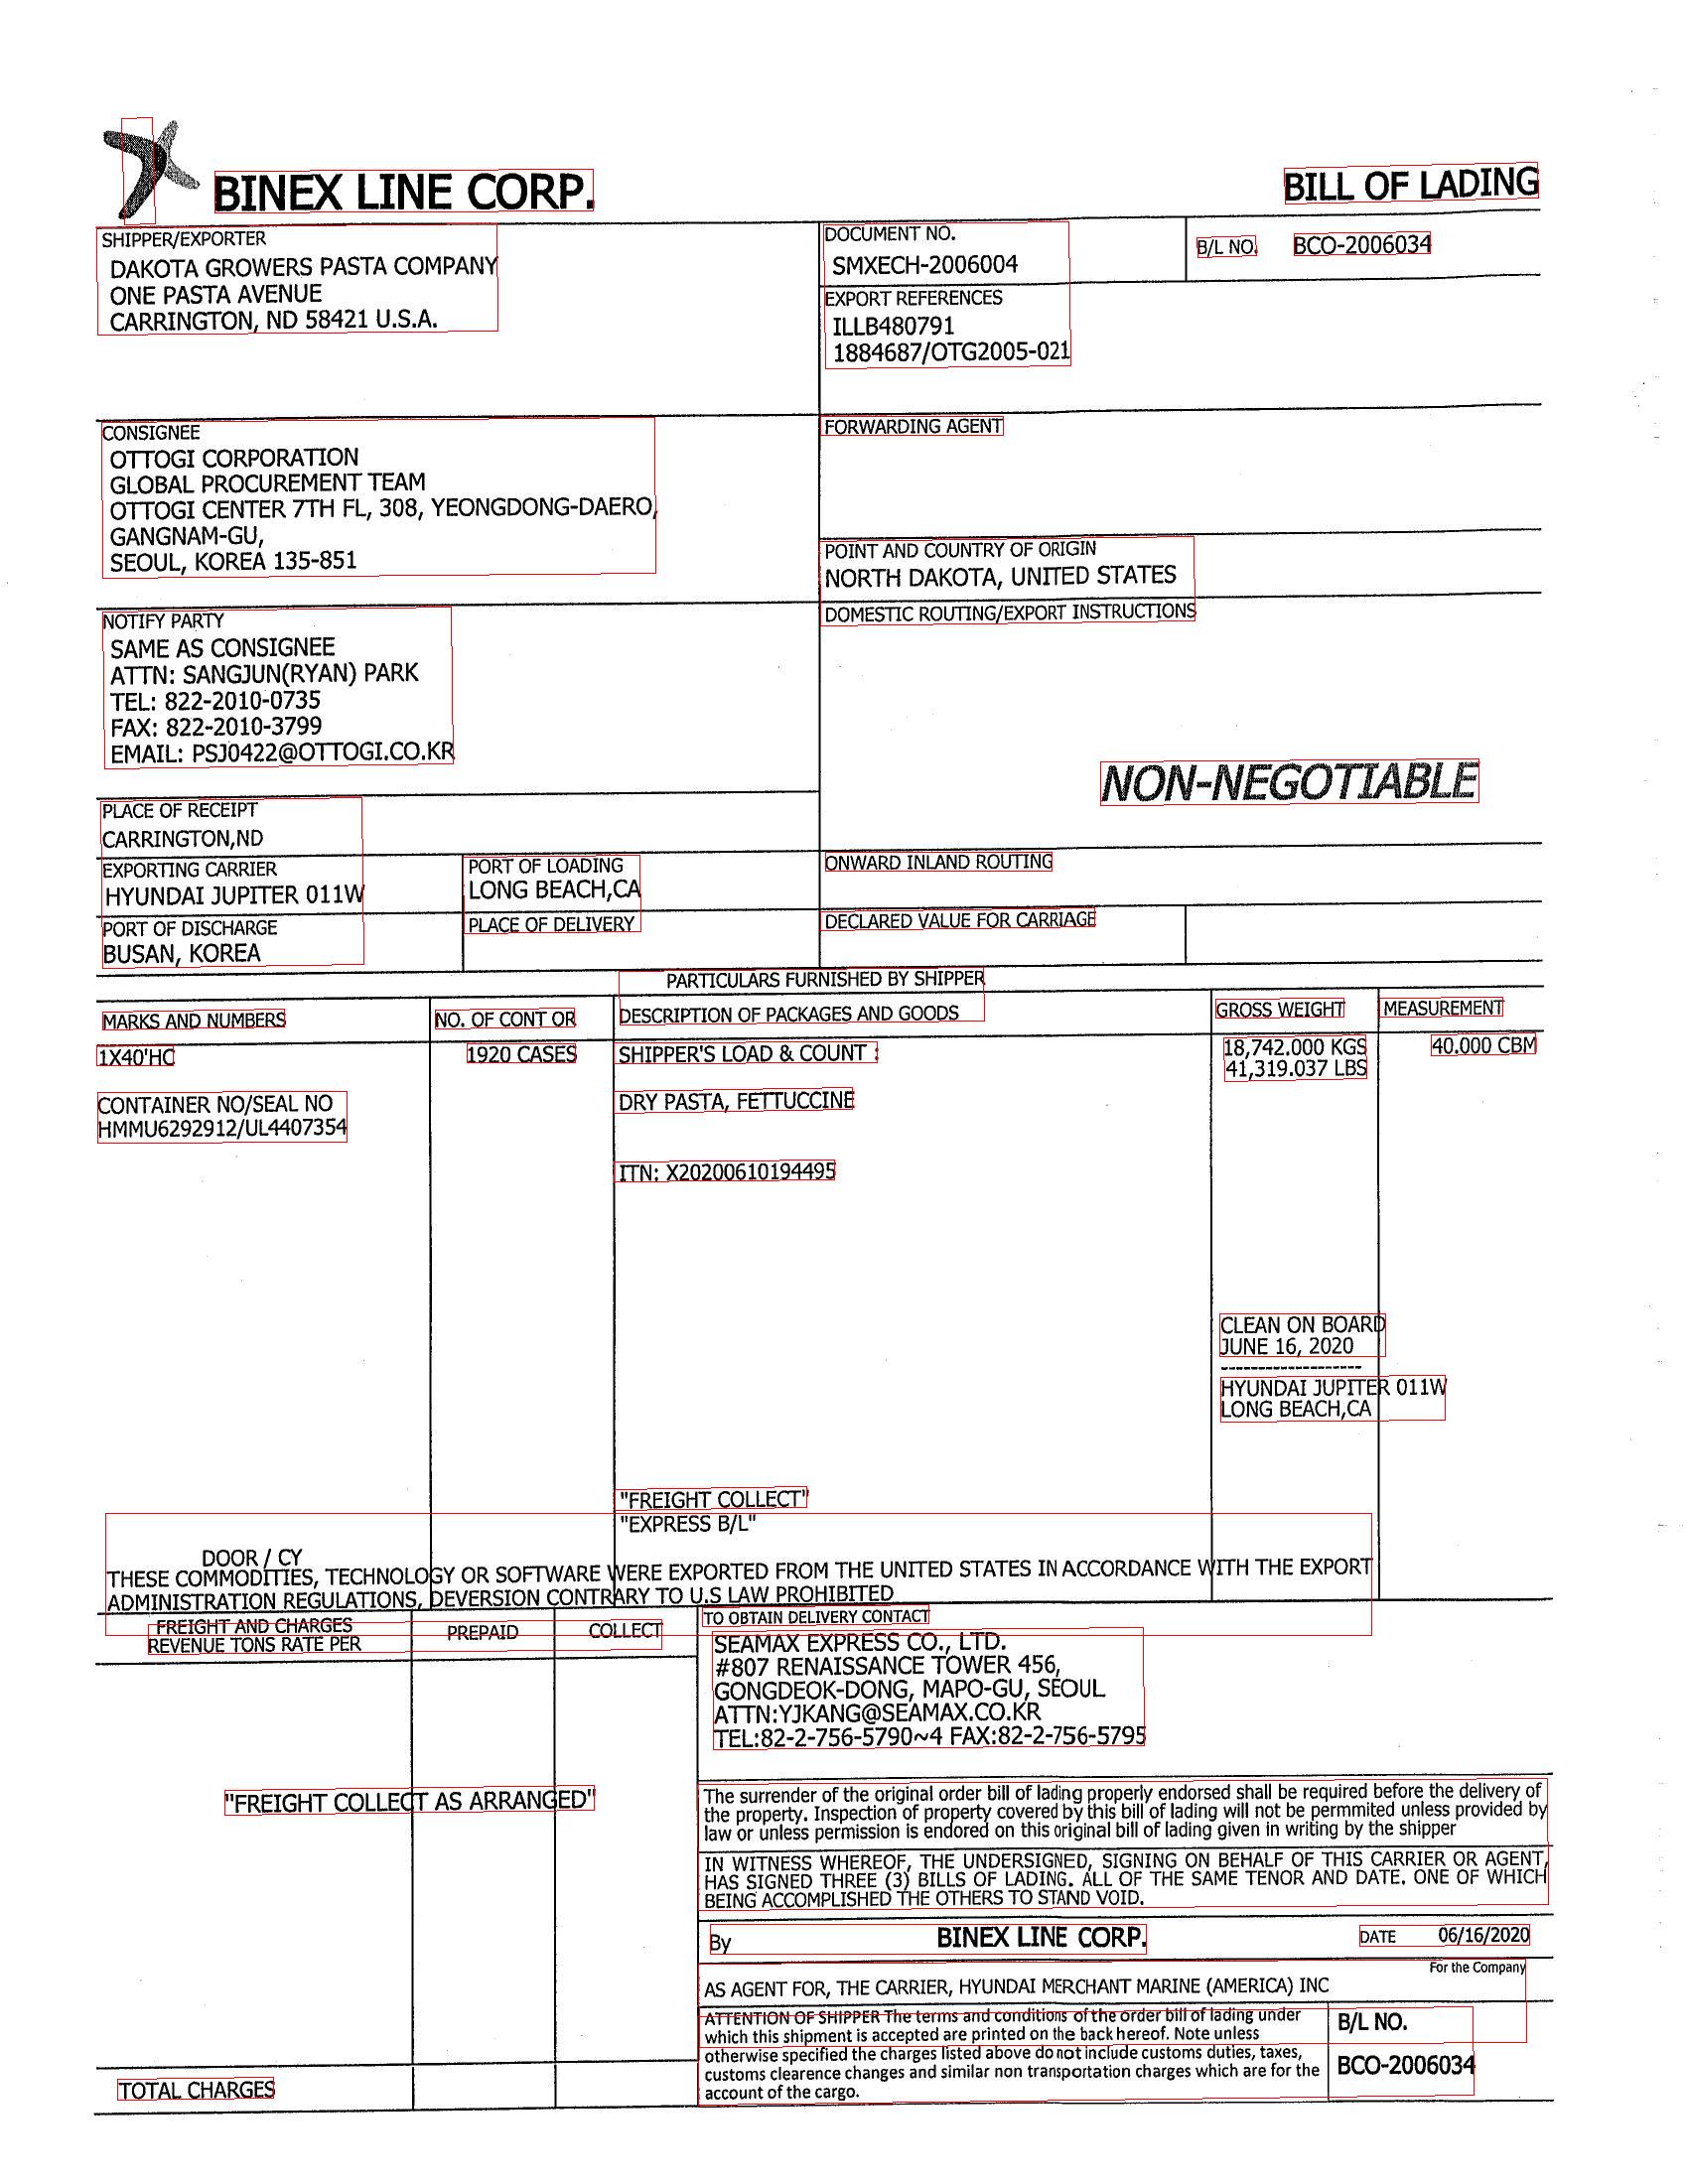 BINEX LINE CORP.
BILL OF LADING
SHIPPER/EXPORTER
DAKOTA GROWERS PASTA COMPANY
ONE PASTA AVENUE
CARRINGTON, ND 58421 U.S.A.
DOCUMENT NO.
SMXECH-2006004
B/L NO. BCO-2006034
EXPORT REFERENCES
ILLB480791
1884687/OTG2005-021
CONSIGNEE
OTTOGI CORPORATION
GLOBAL PROCUREMENT TEAM
OTTOGI CENTER 7TH FL, 308, YEONGDONG-DAERO,
GANGNAM-GU,
SEOUL, KOREA 135-851
FORWARDING AGENT
POINT AND COUNTRY OF ORIGIN
NORTH DAKOTA, UNITED STATES
NOTIFY PARTY
SAME AS CONSIGNEE
ATTN: SANGJUN(RYAN) PARK
TEL: 822-2010-0735
FAX: 822-2010-3799
EMAIL: PSJ0422@OTTOGI.CO.KR
DOMESTIC ROUTING/EXPORT INSTRUCTIONS
NON-NEGOTIABLE
PLACE OF RECEIPT
CARRINGTON,ND
EXPORTING CARRIER
HYUNDAI JUPITER 011W
PORT OF LOADING
LONG BEACH,CA
ONWARD INLAND ROUTING
PORT OF DISCHARGE
BUSAN, KOREA
PLACE OF DELIVERY
DECLARED VALUE FOR CARRIAGE
PARTICULARS FURNISHED BY SHIPPER
MARKS AND NUMBERS
NO. OF CONT OR
DESCRIPTION OF PACKAGES AND GOODS
GROSS WEIGHT
MEASUREMENT
1X40'HC
1920 CASES
SHIPPER'S LOAD & COUNT :
18,742.000 KGS
41,319.037 LBS
40.000 CBM
CONTAINER NO/SEAL NO
HMMU6292912/UL4407354
DRY PASTA, FETTUCCINE
ITN: X20200610194495
CLEAN ON BOARD
JUNE 16, 2020
--------------------
HYUNDAI JUPITER 011W
LONG BEACH,CA
"FREIGHT COLLECT"
"EXPRESS B/L"
DOOR / CY
THESE COMMODITIES, TECHNOLOGY OR SOFTWARE WERE EXPORTED FROM THE UNITED STATES IN ACCORDANCE WITH THE EXPORT
ADMINISTRATION REGULATIONS, DEVERSION CONTRARY TO U.S LAW PROHIBITED
FREIGHT AND CHARGES
REVENUE TONS RATE PER
PREPAID
COLLECT
TO OBTAIN DELIVERY CONTACT
SEAMAX EXPRESS CO., LTD.
#807 RENAISSANCE TOWER 456,
GONGDEOK-DONG, MAPO-GU, SEOUL
ATTN:YJKANG@SEAMAX.CO.KR
TEL:82-2-756-5790~4 FAX:82-2-756-5795
"FREIGHT COLLECT AS ARRANGED"
The surrender of the original order bill of lading properly endorsed shall be required before the delivery of
the property. Inspection of property covered by this bill of lading will not be permmited unless provided by
law or unless permission is endored on this original bill of lading given in writing by the shipper
IN WITNESS WHEREOF, THE UNDERSIGNED, SIGNING ON BEHALF OF THIS CARRIER OR AGENT,
HAS SIGNED THREE (3) BILLS OF LADING. ALL OF THE SAME TENOR AND DATE. ONE OF WHICH
BEING ACCOMPLISHED THE OTHERS TO STAND VOID.
By BINEX LINE CORP. DATE 06/16/2020
For the Company
AS AGENT FOR, THE CARRIER, HYUNDAI MERCHANT MARINE (AMERICA) INC
ATTENTION OF SHIPPER The terms and conditions of the order bill of lading under
which this shipment is accepted are printed on the back hereof. Note unless
otherwise specified the charges listed above do not include customs duties, taxes,
customs clearence changes and similar non transportation charges which are for the
account of the cargo.
B/L NO.
BCO-2006034
TOTAL CHARGES